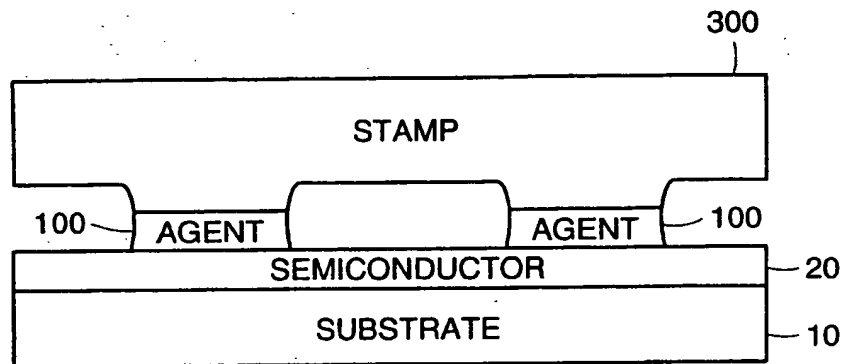 300
STAMP
100 AGENT AGENT 100
SEMICONDUCTOR 20
SUBSTRATE 10